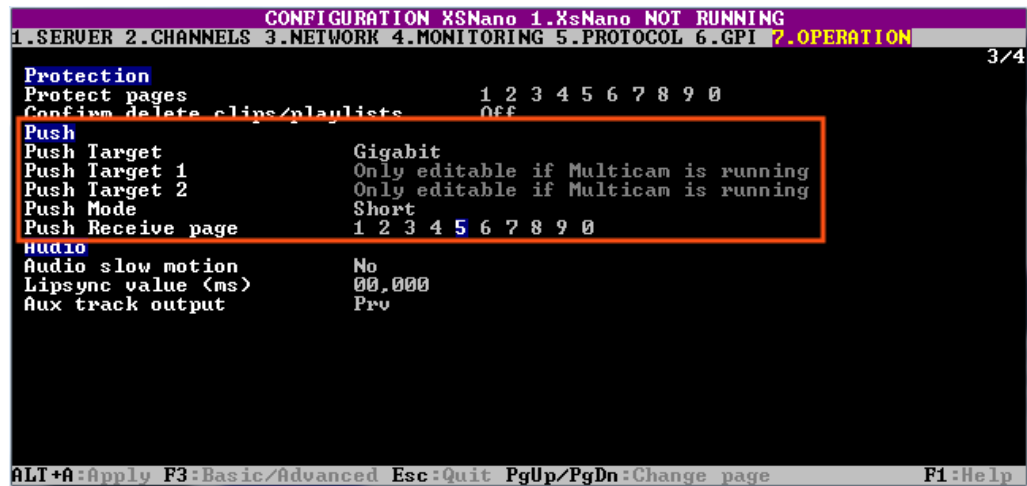 CONFIGURATION XSNano 1.XsNano NOT RUNNING
1.SERVER 2.CHANNELS 3.NETWORK 4.MONITORING 5.PROTOCOL 6.GPI 7.OPERATION
3/4
Protection
Protect pages 1 2 3 4 5 6 7 8 9 0
Confirm delete clips/playlists Off
Push
Push Target Gigabit
Push Target 1 Only editable if Multicam is running
Push Target 2 Only editable if Multicam is running
Push Mode Short
Push Receive page 1 2 3 4 5 6 7 8 9 0
Audio
Audio slow motion No
Lipsync value (ms) 00,000
Aux track output Prv
ALT+A:Apply F3:Basic/Advanced Esc:Quit PgUp/PgDn:Change page F1:Help